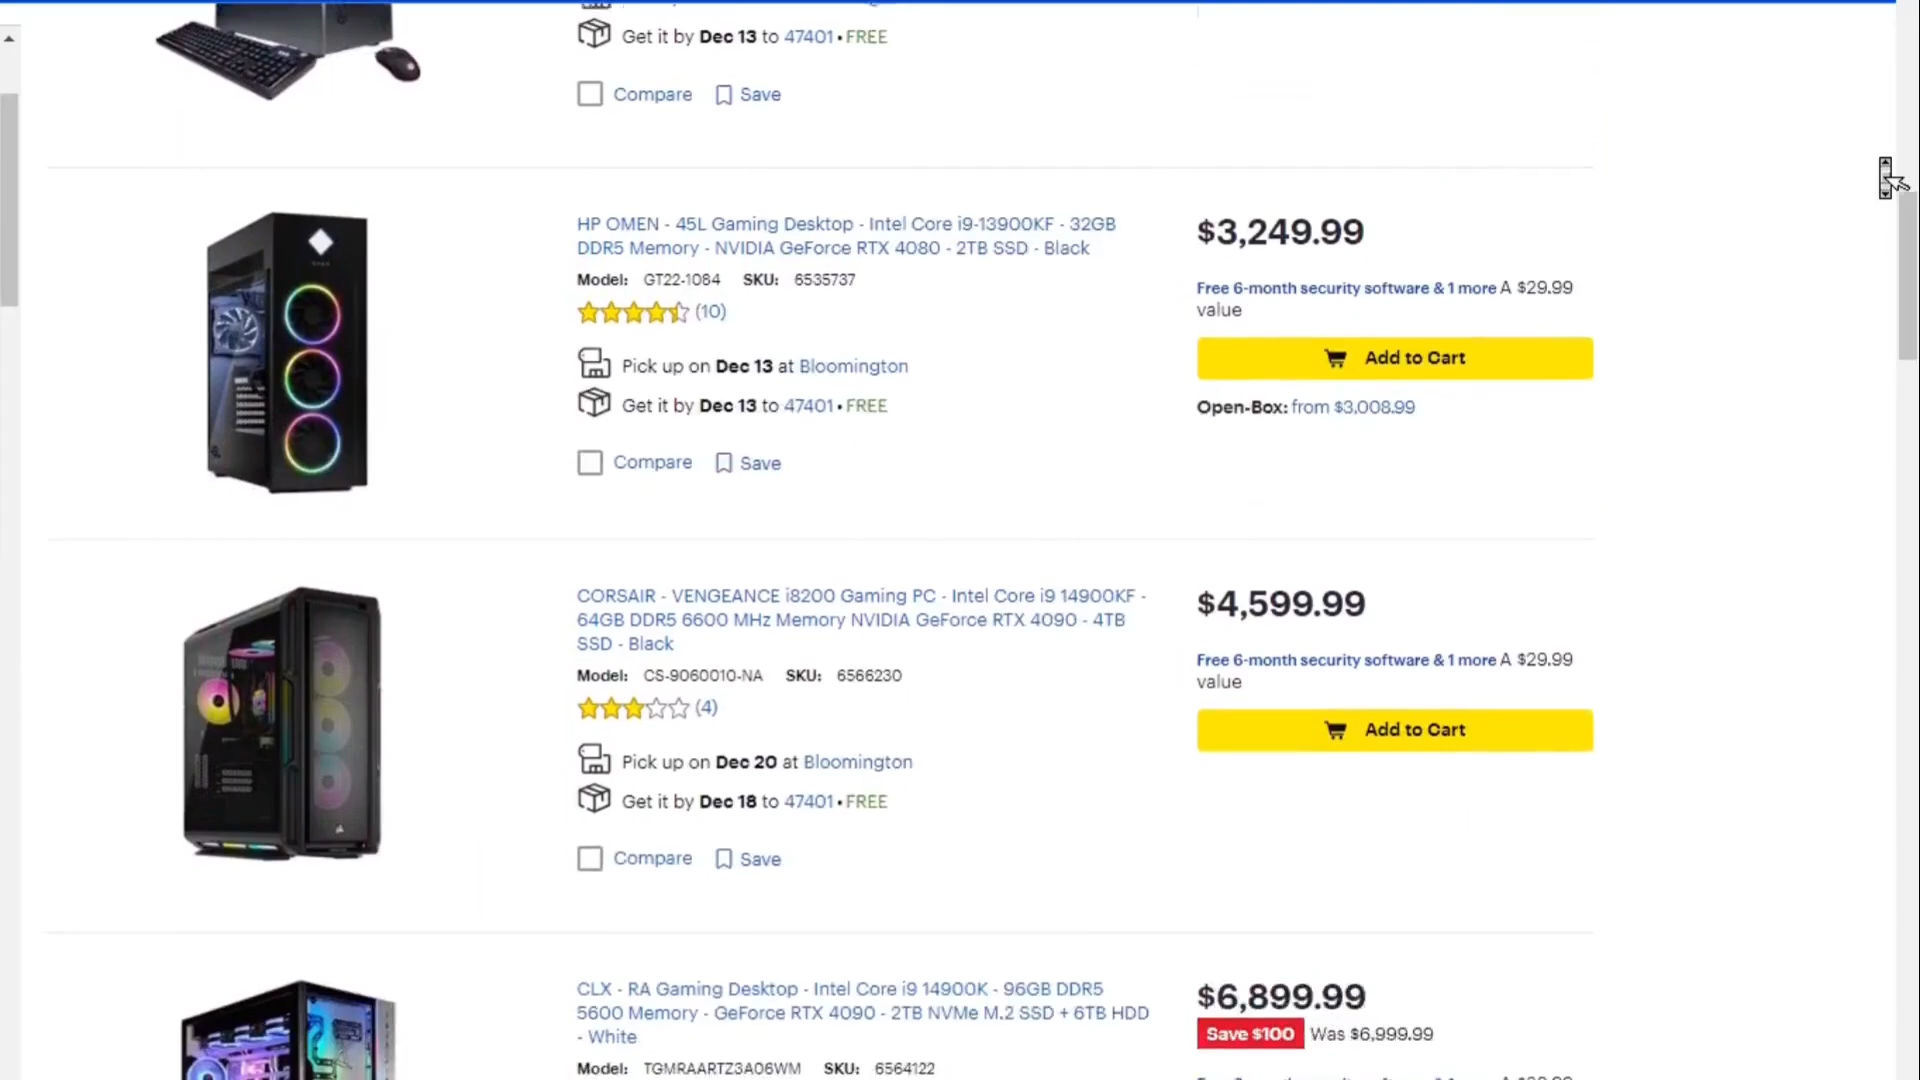 Get it by Dec 13 to 47401 • FREE
Compare Save
HP OMEN - 45L Gaming Desktop - Intel Core i9-13900KF - 32GB
DDR5 Memory - NVIDIA GeForce RTX 4080 - 2TB SSD - Black
Model: GT22-1084 SKU: 6535737
(10)
Pick up on Dec 13 at Bloomington
Get it by Dec 13 to 47401 • FREE
Compare Save
$3,249.99
Free 6-month security software & 1 more A $29.99
value
Add to Cart
Open-Box: from $3,008.99
CORSAIR - VENGEANCE i8200 Gaming PC - Intel Core i9 14900KF -
64GB DDR5 6600 MHz Memory NVIDIA GeForce RTX 4090 - 4TB
SSD - Black
Model: CS-9060010-NA SKU: 6566230
(4)
Pick up on Dec 20 at Bloomington
Get it by Dec 18 to 47401 • FREE
Compare Save
$4,599.99
Free 6-month security software & 1 more A $29.99
value
Add to Cart
CLX - RA Gaming Desktop - Intel Core i9 14900K - 96GB DDR5
5600 Memory - GeForce RTX 4090 - 2TB NVMe M.2 SSD + 6TB HDD
- White
Model: TGMRAARTZ3A06WM SKU: 6564122
$6,899.99
Save $100 Was $6,999.99